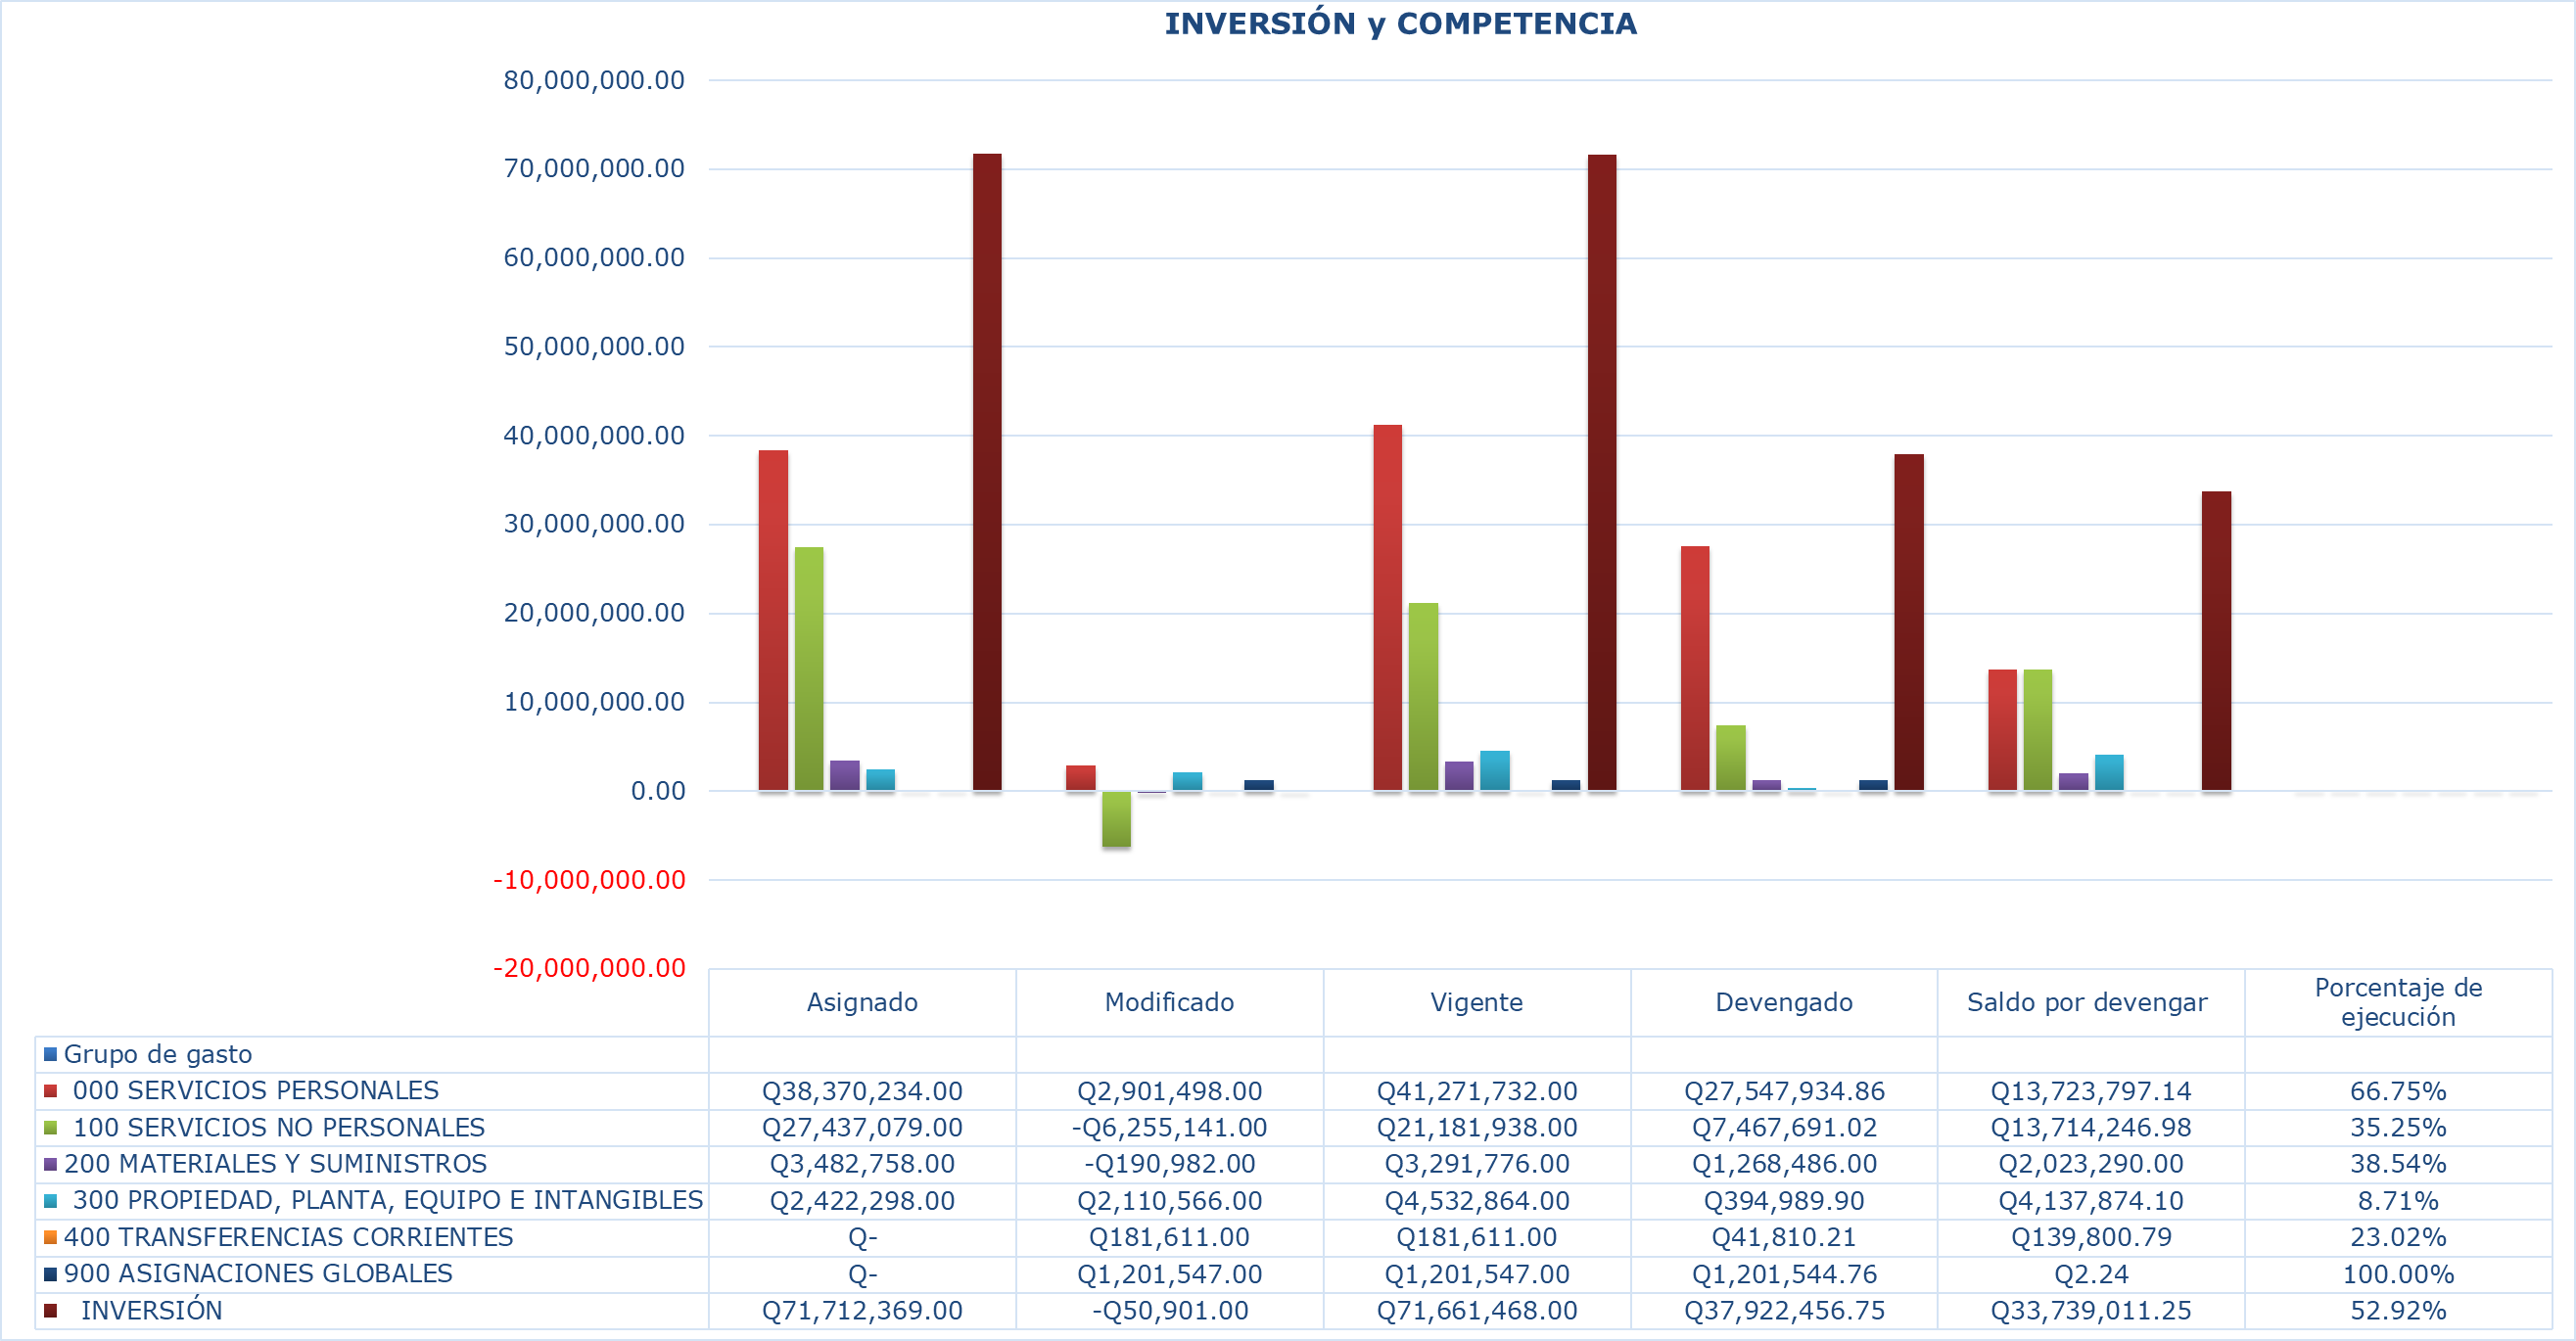 INVERSIÓN y COMPETENCIA
80,000,000.00
70,000,000.00
60,000,000.00
50,000,000.00
40,000,000.00
30,000,000.00
20,000,000.00
10,000,000.00
0.00
-10,000,000.00
-20,000,000.00
Asignado Modificado Vigente Devengado Saldo por devengar Porcentaje de
ejecución
Grupo de gasto
000 SERVICIOS PERSONALES Q38,370,234.00 Q2,901,498.00 Q41,271,732.00 Q27,547,934.86 Q13,723,797.14 66.75%
100 SERVICIOS NO PERSONALES Q27,437,079.00 -Q6,255,141.00 Q21,181,938.00 Q7,467,691.02 Q13,714,246.98 35.25%
200 MATERIALES Y SUMINISTROS Q3,482,758.00 -Q190,982.00 Q3,291,776.00 Q1,268,486.00 Q2,023,290.00 38.54%
300 PROPIEDAD, PLANTA, EQUIPO E INTANGIBLES Q2,422,298.00 Q2,110,566.00 Q4,532,864.00 Q394,989.90 Q4,137,874.10 8.71%
400 TRANSFERENCIAS CORRIENTES Q- Q181,611.00 Q181,611.00 Q41,810.21 Q139,800.79 23.02%
900 ASIGNACIONES GLOBALES Q- Q1,201,547.00 Q1,201,547.00 Q1,201,544.76 Q2.24 100.00%
INVERSIÓN Q71,712,369.00 -Q50,901.00 Q71,661,468.00 Q37,922,456.75 Q33,739,011.25 52.92%